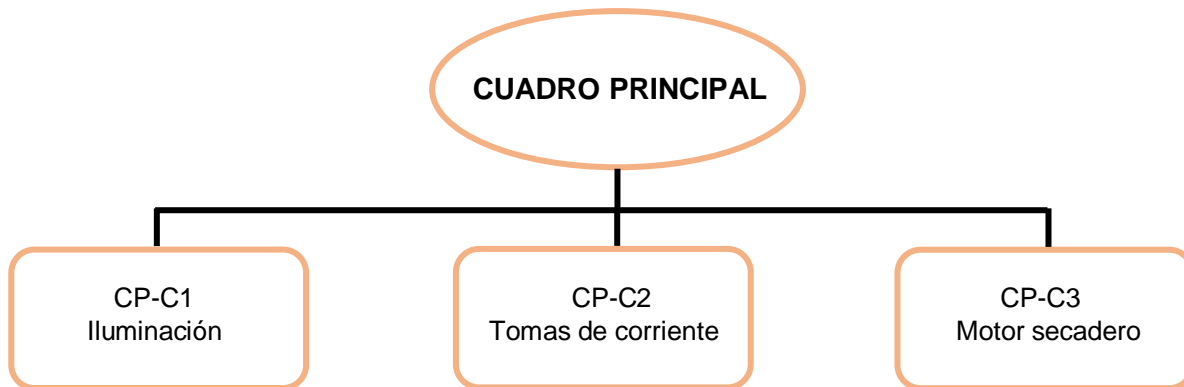 CUADRO PRINCIPAL
CP-C1
Iluminación
CP-C2
Tomas de corriente
CP-C3
Motor secadero